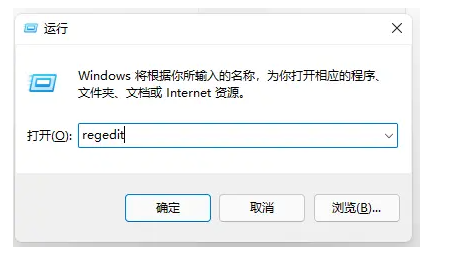 运行
Windows 将根据你所输入的名称，为你打开相应的程序、
文件夹、文档或 Internet 资源。
打开(O): regedit
确定 取消 浏览(B)...